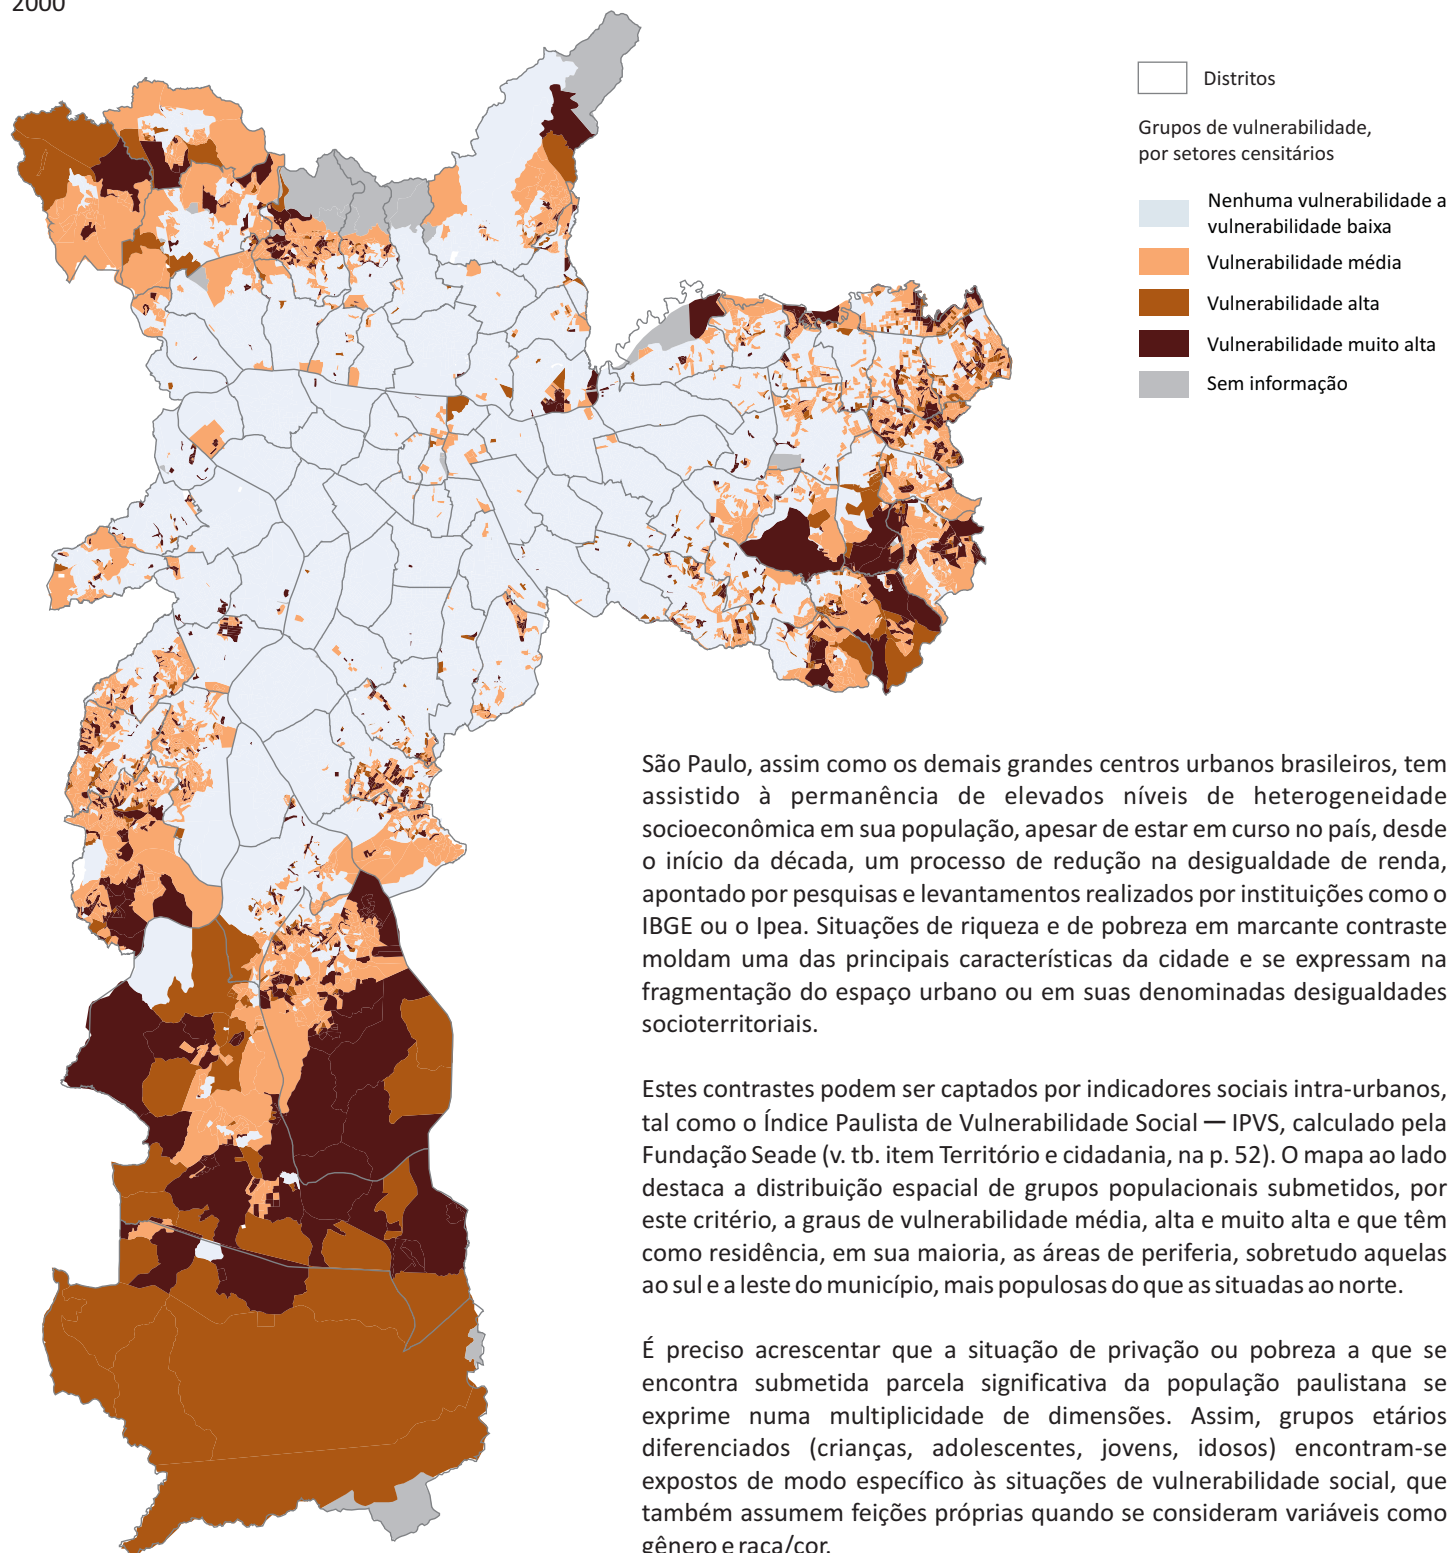 2000
Distritos
Grupos de vulnerabilidade,
por setores censitários
Nenhuma vulnerabilidade a
vulnerabilidade baixa
Vulnerabilidade média
Vulnerabilidade alta
Vulnerabilidade muito alta
Sem informação
São Paulo, assim como os demais grandes centros urbanos brasileiros, tem
assistido à permanência de elevados níveis de heterogeneidade
socioeconômica em sua população, apesar de estar em curso no país, desde
o início da década, um processo de redução na desigualdade de renda,
apontado por pesquisas e levantamentos realizados por instituições como o
IBGE ou o Ipea. Situações de riqueza e de pobreza em marcante contraste
moldam uma das principais características da cidade e se expressam na
fragmentação do espaço urbano ou em suas denominadas desigualdades
socioterritoriais.
Estes contrastes podem ser captados por indicadores sociais intra-urbanos,
tal como o Índice Paulista de Vulnerabilidade Social — IPVS, calculado pela
Fundação Seade (v. tb. item Território e cidadania, na p. 52). O mapa ao lado
destaca a distribuição espacial de grupos populacionais submetidos, por
este critério, a graus de vulnerabilidade média, alta e muito alta e que têm
como residência, em sua maioria, as áreas de periferia, sobretudo aquelas
ao sul e a leste do município, mais populosas do que as situadas ao norte.
É preciso acrescentar que a situação de privação ou pobreza a que se
encontra submetida parcela significativa da população paulistana se
exprime numa multiplicidade de dimensões. Assim, grupos etários
diferenciados (crianças, adolescentes, jovens, idosos) encontram-se
expostos de modo específico às situações de vulnerabilidade social, que
também assumem feições próprias quando se consideram variáveis como
gênero e raça/cor.